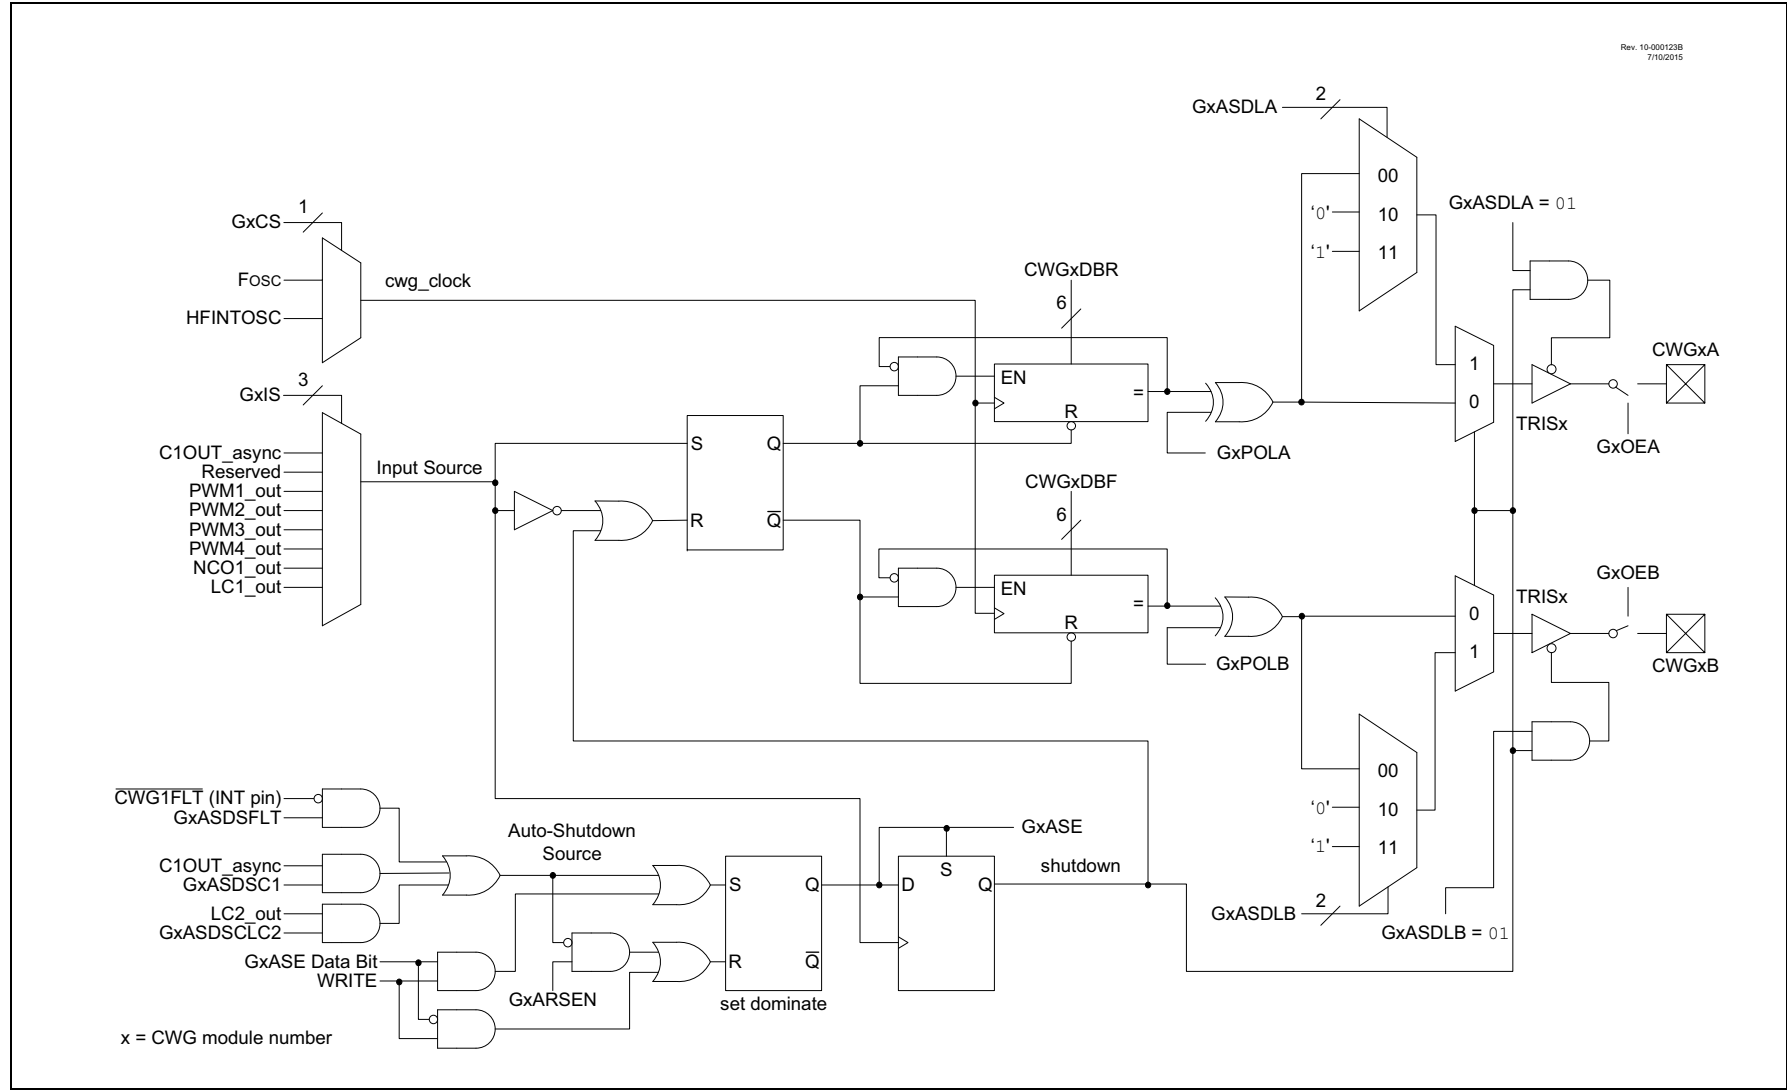 Rev. 10-000123B
7/10/2015
GxASDLA
2
00
'0'
10
'1'
11
GxASDLA = 01
GxCS
1
FOSC
HFINTOSC
cwg_clock
CWGxDBR
6
EN
=
R
GxPOLA
1
0
TRISx
CWGxA
GxOEA
GxIS
3
C1OUT_async
Reserved
PWM1_out
PWM2_out
PWM3_out
PWM4_out
NCO1_out
LC1_out
Input Source
S
Q
R
Q
CWGxDBF
6
EN
=
R
GxPOLB
0
1
TRISx
GxOEB
CWGxB
00
'0'
10
'1'
11
GxASDLB
2
GxASDLB = 01
CWG1FLT (INT pin)
GxASDSFLT
C1OUT_async
GxASDSC1
LC2_out
GxASDSCLC2
GxASE Data Bit
WRITE
Auto-Shutdown
Source
GxARSEN
S
Q
R
Q
set dominate
GxASE
S
D
Q
shutdown
x = CWG module number